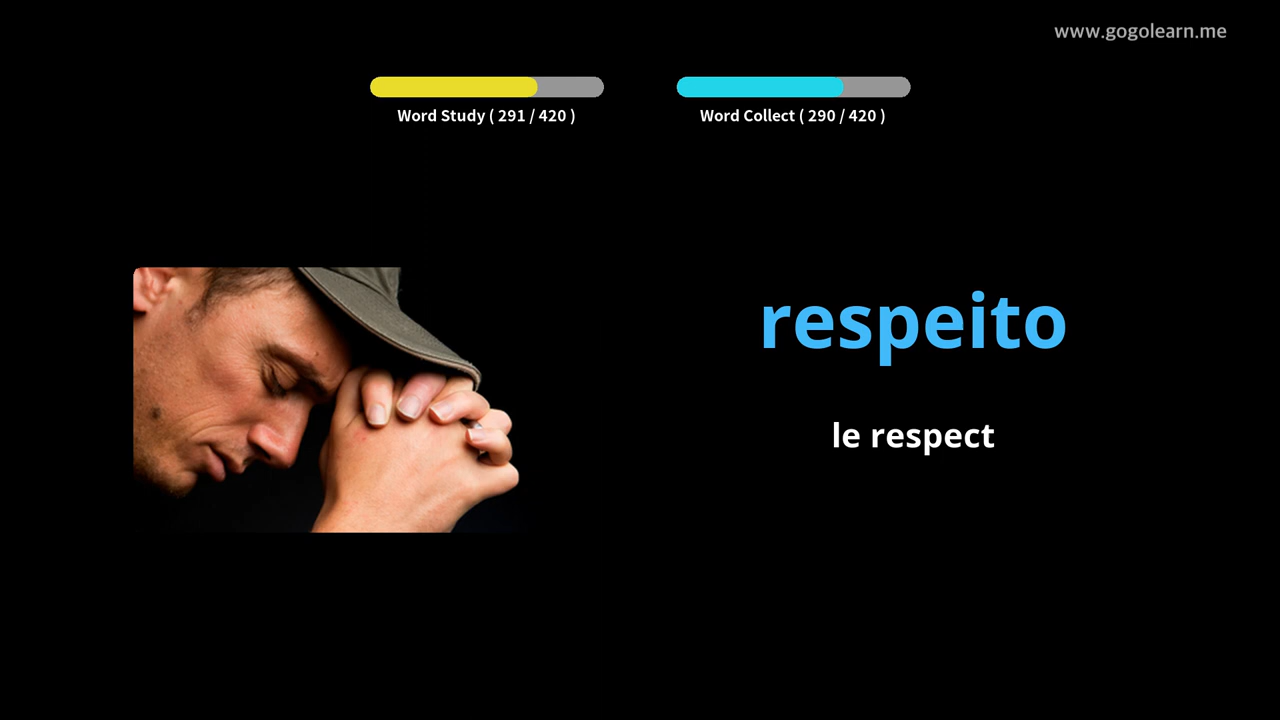 www.gogolearn.me
Word Study ( 291 / 420 )
Word Collect ( 290 / 420 )
respeito
le respect